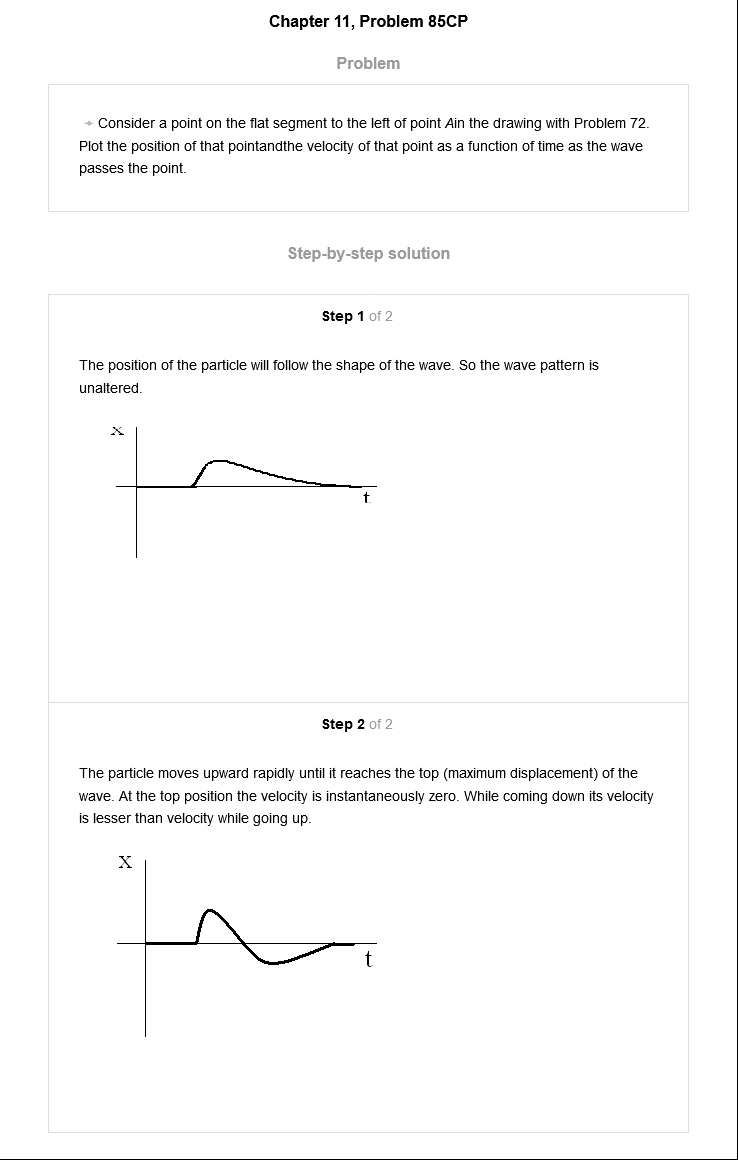 Chapter 11, Problem 85CP
Problem
Consider a point on the flat segment to the left of point Ain the drawing with Problem 72.
Plot the position of that pointandthe velocity of that point as a function of time as the wave
passes the point.
Step-by-step solution
Step 1 of 2
The position of the particle will follow the shape of the wave. So the wave pattern is
unaltered.
X
t
Step 2 of 2
The particle moves upward rapidly until it reaches the top (maximum displacement) of the
wave. At the top position the velocity is instantaneously zero. While coming down its velocity
is lesser than velocity while going up.
X
t